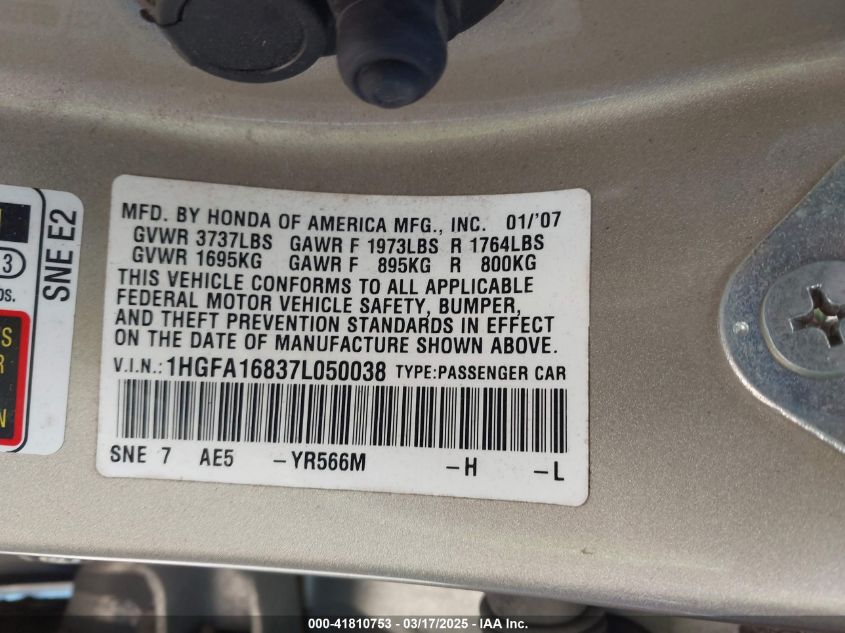 MFD. BY HONDA OF AMERICA MFG., INC. 01/'07
GVWR 3737LBS GAWR F 1973LBS R 1764LBS
GVWR 1695KG GAWR F 895KG R 800KG
THIS VEHICLE CONFORMS TO ALL APPLICABLE
FEDERAL MOTOR VEHICLE SAFETY, BUMPER,
AND THEFT PREVENTION STANDARDS IN EFFECT
ON THE DATE OF MANUFACTURE SHOWN ABOVE.
V.I.N.: 1HGFA16837L050038 TYPE:PASSENGER CAR
SNE 7 AE5 -YR566M -H -L
SNE E2
3
000-41810753 - 03/17/2025 - IAA Inc.